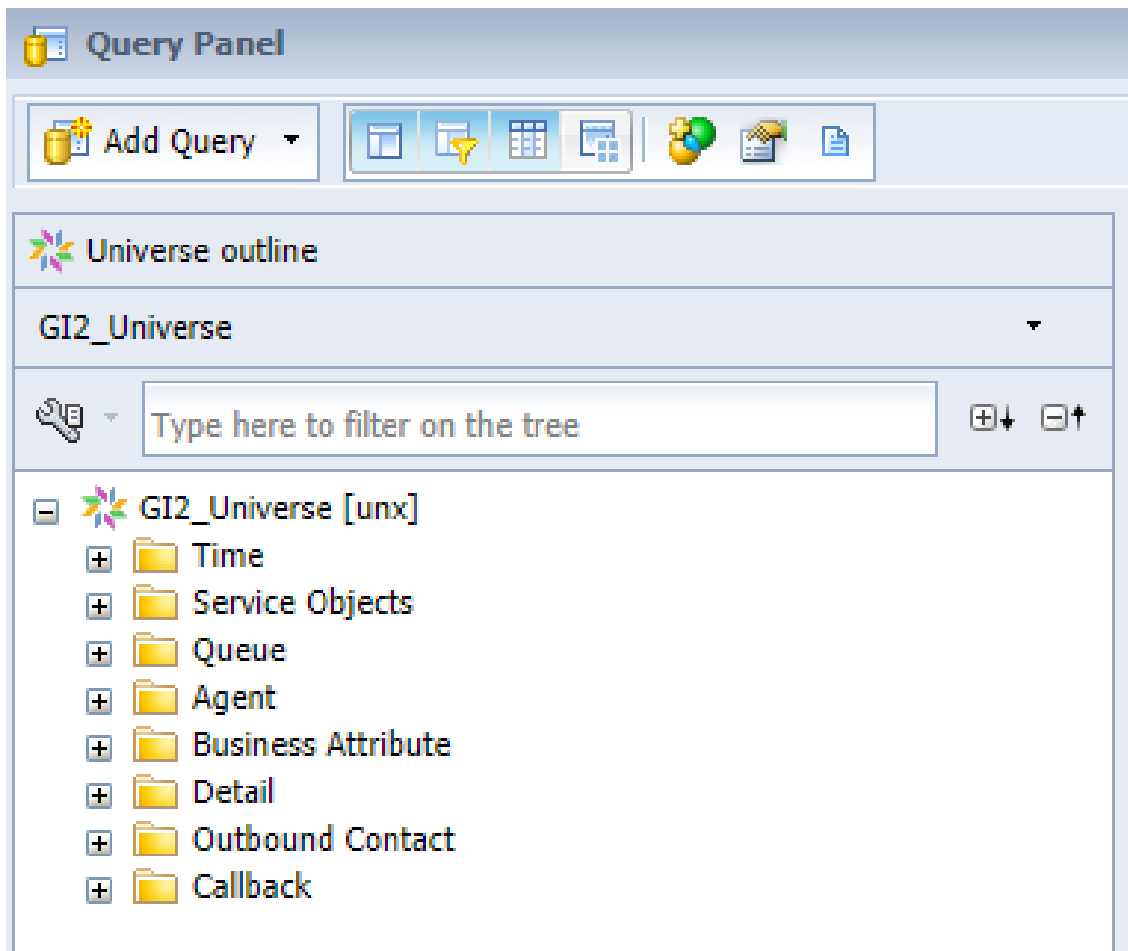 Query Panel
Add Query
Universe outline
GI2_Universe
Type here to filter on the tree
GI2_Universe [unx]
Time
Service Objects
Queue
Agent
Business Attribute
Detail
Outbound Contact
Callback